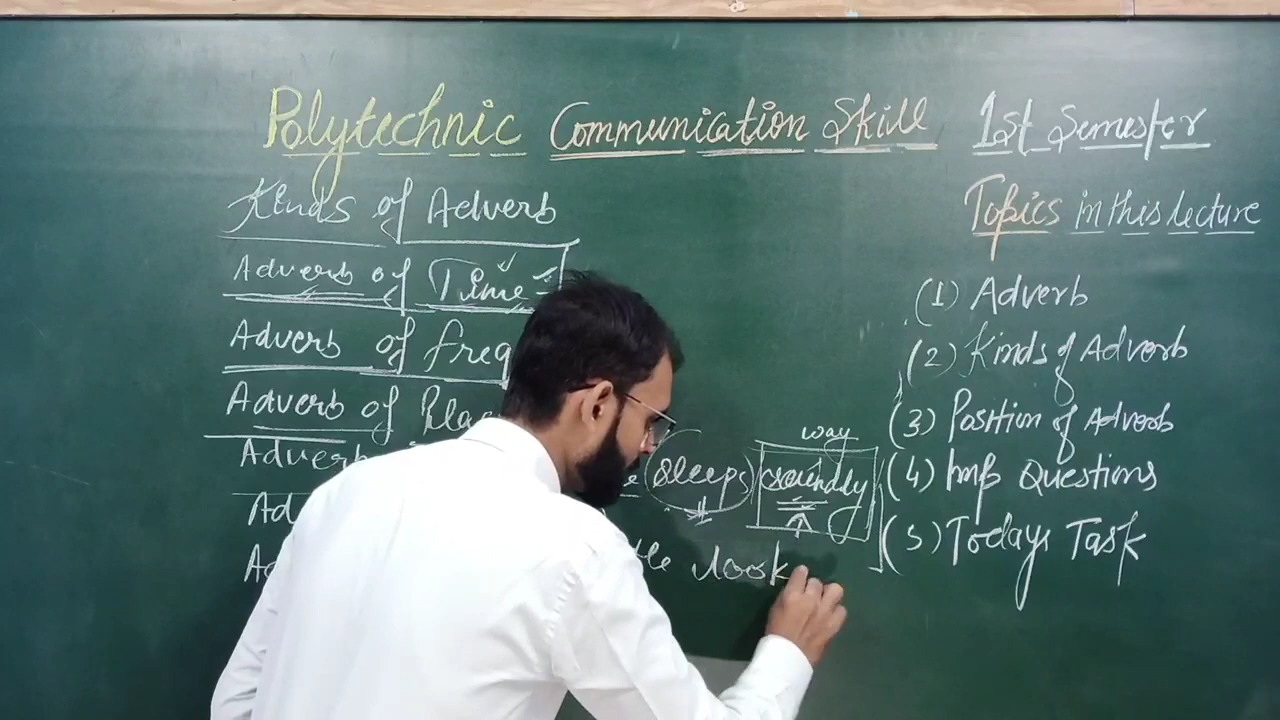 Polytechnic Communication Skill 1st Semester
Kinds of Adverb
Adverb of Time
Adverb of freq
Adverb of Plac
Adverb
Ad
Ad
way
sleeps soundly
look
Topics in this lecture
(1) Adverb
(2) Kinds of Adverb
(3) Position of Adverb
(4) Imp Questions
(5) Todays Task